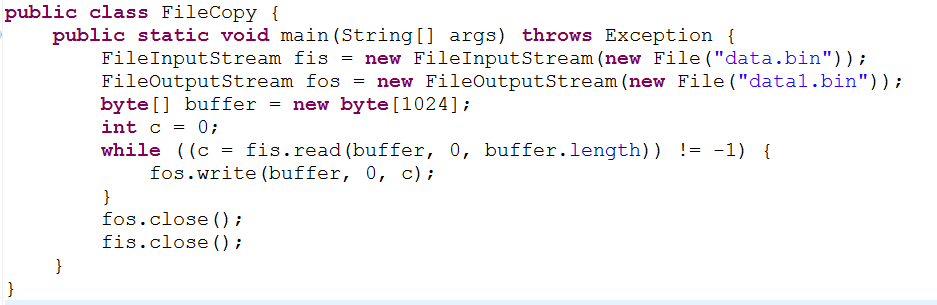 public class FileCopy {
    public static void main(String[] args) throws Exception {
        FileInputStream fis = new FileInputStream(new File("data.bin"));
        FileOutputStream fos = new FileOutputStream(new File("data1.bin"));
        byte[] buffer = new byte[1024];
        int c = 0;
        while ((c = fis.read(buffer, 0, buffer.length)) != -1) {
            fos.write(buffer, 0, c);
        }
        fos.close();
        fis.close();
    }
}